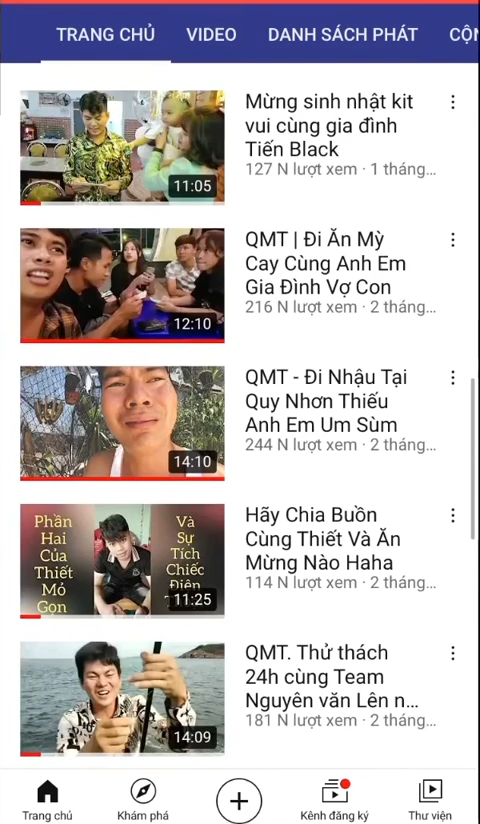 TRANG CHỦ VIDEO DANH SÁCH PHÁT
Mừng sinh nhật kit
vui cùng gia đình
Tiến Black
127 N lượt xem · 1 tháng...
11:05
QMT | Đi Ăn Mỳ
Cay Cùng Anh Em
Gia Đình Vợ Con
216 N lượt xem · 2 tháng...
12:10
QMT - Đi Nhậu Tại
Quy Nhơn Thiếu
Anh Em Um Sùm
244 N lượt xem · 2 tháng...
14:10
Phần
Hai
Của
Thiết
Mỏ
Gọn
Và
Sự
Tích
Chiếc
Điện
11:25
Hãy Chia Buồn
Cùng Thiết Và Ăn
Mừng Nào Haha
114 N lượt xem · 2 tháng...
QMT. Thử thách
24h cùng Team
Nguyên văn Lên n...
181 N lượt xem · 2 tháng...
14:09
Trang chủ Khám phá Kênh đăng ký Thư viện